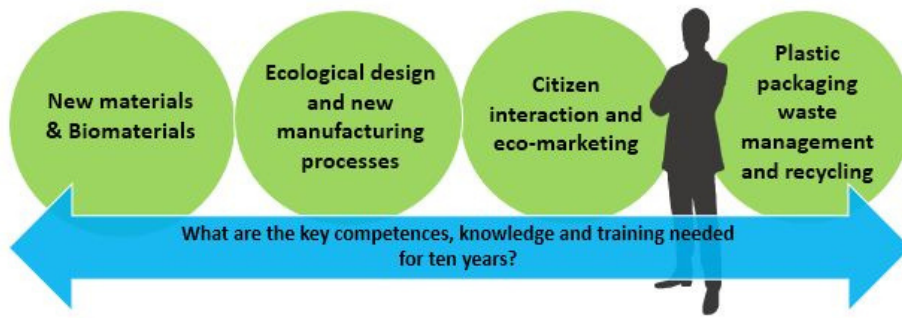 New materials
& Biomaterials
Ecological design
and new
manufacturing
processes
Citizen
interaction and
eco-marketing
Plastic
packaging
waste
management
and recycling
What are the key competences, knowledge and training needed
for ten years?